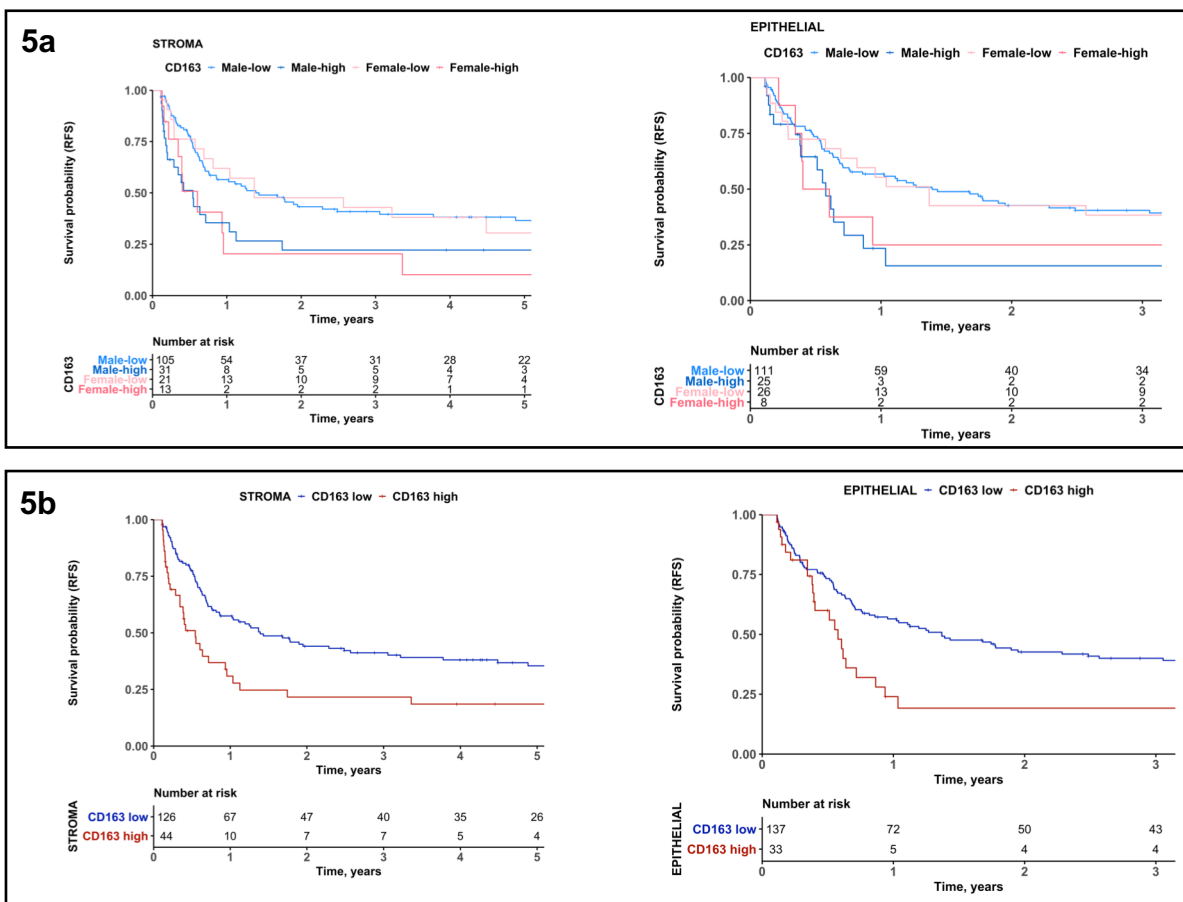 5a
STROMA
CD163 Male-low Male-high Female-low Female-high
Survival probability (RFS)
1.00
0.75
0.50
0.25
0.00
0 1 2 3 4 5
Time, years
Number at risk
CD163
Male-low 105 54 37 31 28 22
Male-high 31 8 5 5 4 3
Female-low 21 13 10 9 7 4
Female-high 13 2 2 2 1 1
0 1 2 3 4 5
Time, years
EPITHELIAL
CD163 Male-low Male-high Female-low Female-high
Survival probability (RFS)
1.00
0.75
0.50
0.25
0.00
0 1 2 3
Time, years
Number at risk
CD163
Male-low 111 59 40 34
Male-high 25 3 2 2
Female-low 26 13 10 9
Female-high 8 2 2 2
0 1 2 3
Time, years
5b
STROMA CD163 low CD163 high
Survival probability (RFS)
1.00
0.75
0.50
0.25
0.00
0 1 2 3 4 5
Time, years
Number at risk
STROMA
CD163 low 126 67 47 40 35 26
CD163 high 44 10 7 7 5 4
0 1 2 3 4 5
Time, years
EPITHELIAL CD163 low CD163 high
Survival probability (RFS)
1.00
0.75
0.50
0.25
0.00
0 1 2 3
Time, years
Number at risk
EPITHELIAL
CD163 low 137 72 50 43
CD163 high 33 5 4 4
0 1 2 3
Time, years